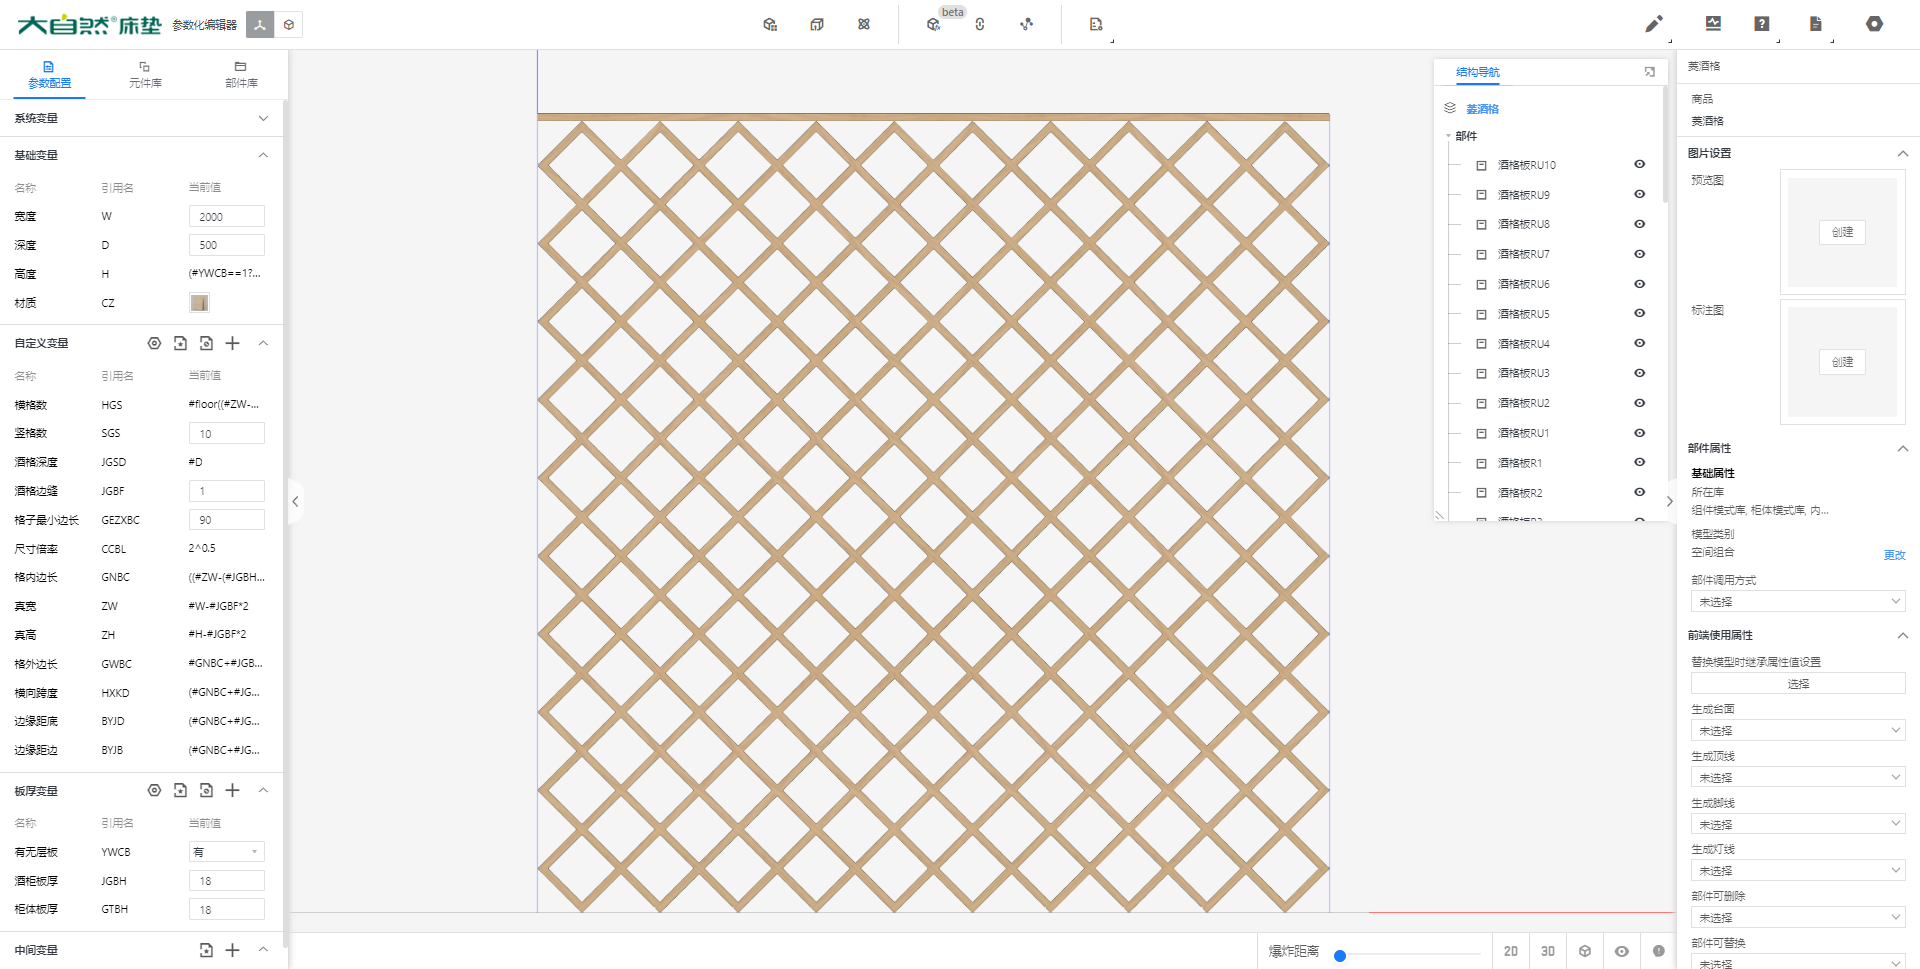 大自然®床垫 参数化编辑器
beta
参数配置 元件库 部件库
系统变量
基础变量
名称 引用名 当前值
宽度 W 2000
深度 D 500
高度 H (#YWCB==1?...
材质 CZ
自定义变量
名称 引用名 当前值
横格数 HGS #floor((#ZW-...
竖格数 SGS 10
酒格深度 JGSD #D
酒格边缝 JGBF 1
格子最小边长 GEZXBC 90
尺寸倍率 CCBL 2^0.5
格内边长 GNBC ((#ZW-(#JGBH...
真宽 ZW #W-#JGBF*2
真高 ZH #H-#JGBF*2
格外边长 GWBC #GNBC+#JGB...
横向跨度 HXKD (#GNBC+#JG...
边缘距底 BYJD (#GNBC+#JG...
边缘距边 BYJB (#GNBC+#JG...
板厚变量
名称 引用名 当前值
有无层板 YWCB 有
酒柜板厚 JGBH 18
柜体板厚 GTBH 18
中间变量
结构导航
菱酒格
部件
酒格板RU10
酒格板RU9
酒格板RU8
酒格板RU7
酒格板RU6
酒格板RU5
酒格板RU4
酒格板RU3
酒格板RU2
酒格板RU1
酒格板R1
酒格板R2
酒格板R3
爆炸距离 2D 3D
菱酒格
商品
菱酒格
图片设置
预览图
创建
标注图
创建
部件属性
基础属性
所在库
组件模式库, 柜体模式库, 内...
模型类别
空间组合 更改
部件调用方式
未选择
前端使用属性
替换模型时继承属性值设置
选择
生成台面
未选择
生成顶线
未选择
生成脚线
未选择
生成灯线
未选择
部件可删除
未选择
部件可替换
未选择